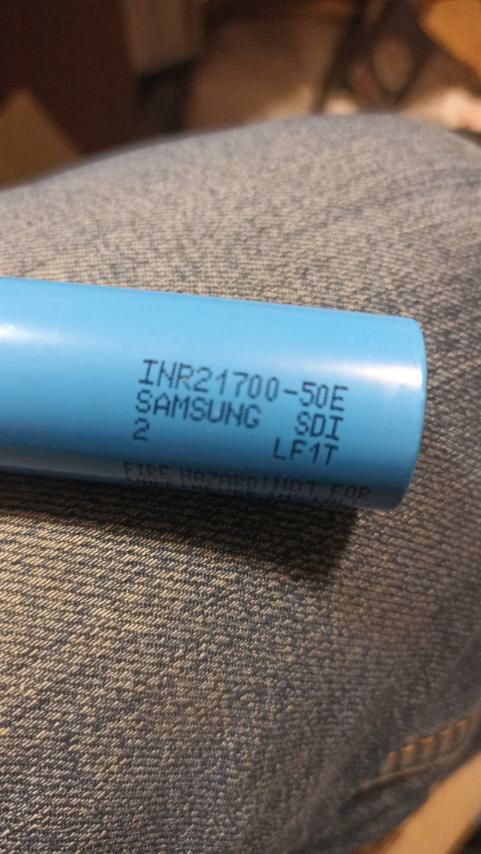 INR21700-50E
SAMSUNG SDI
2 LF1T
FIRE HAZARD!NOT FOR